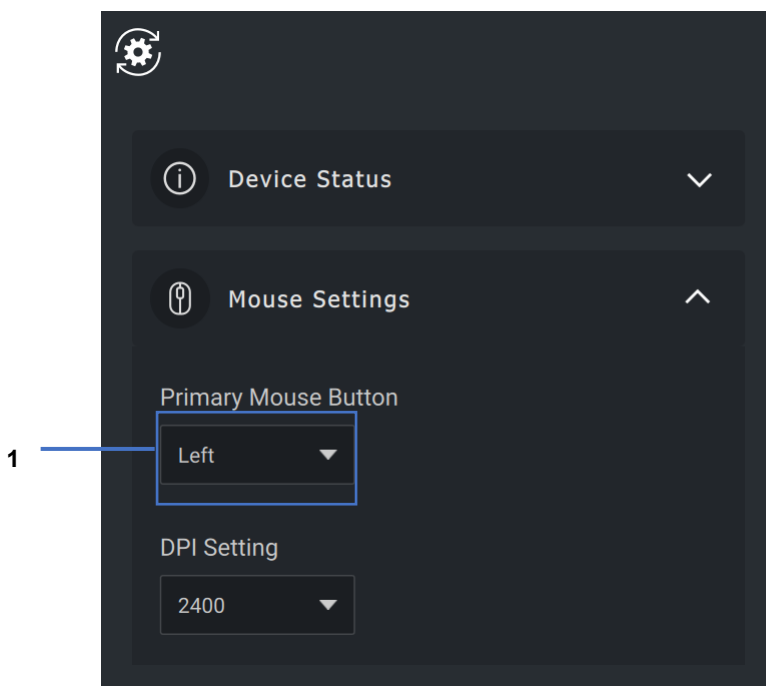 Device Status
Mouse Settings
Primary Mouse Button
1
Left
DPI Setting
2400